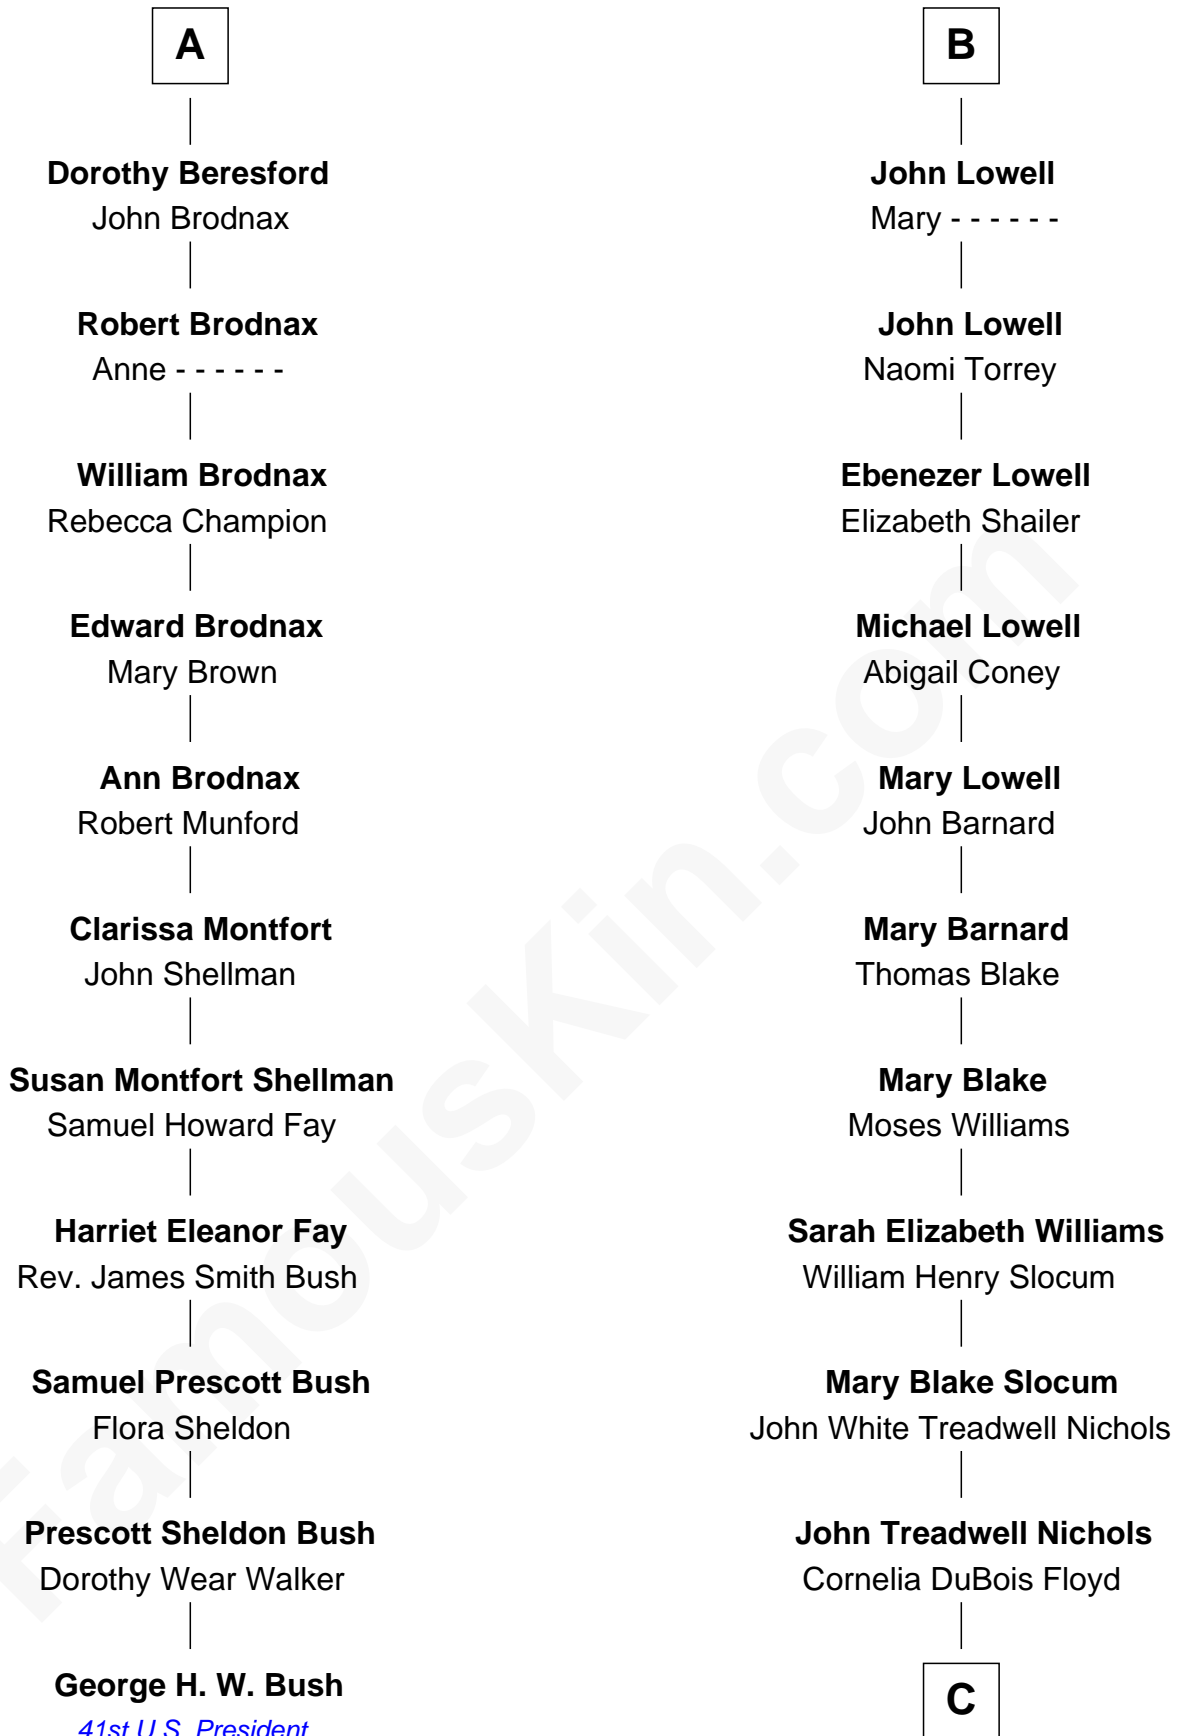 A
Dorothy Beresford
John Brodnax
Robert Brodnax
Anne - - - - - -
William Brodnax
Rebecca Champion
Edward Brodnax
Mary Brown
Ann Brodnax
Robert Munford
Clarissa Montfort
John Shellman
Susan Montfort Shellman
Samuel Howard Fay
Harriet Eleanor Fay
Rev. James Smith Bush
Samuel Prescott Bush
Flora Sheldon
Prescott Sheldon Bush
Dorothy Wear Walker
George H. W. Bush
41st U.S. President
B
John Lowell
Mary - - - - - -
John Lowell
Naomi Torrey
Ebenezer Lowell
Elizabeth Shailer
Michael Lowell
Abigail Coney
Mary Lowell
John Barnard
Mary Barnard
Thomas Blake
Mary Blake
Moses Williams
Sarah Elizabeth Williams
William Henry Slocum
Mary Blake Slocum
John White Treadwell Nichols
John Treadwell Nichols
Cornelia DuBois Floyd
C
FamousKin.com